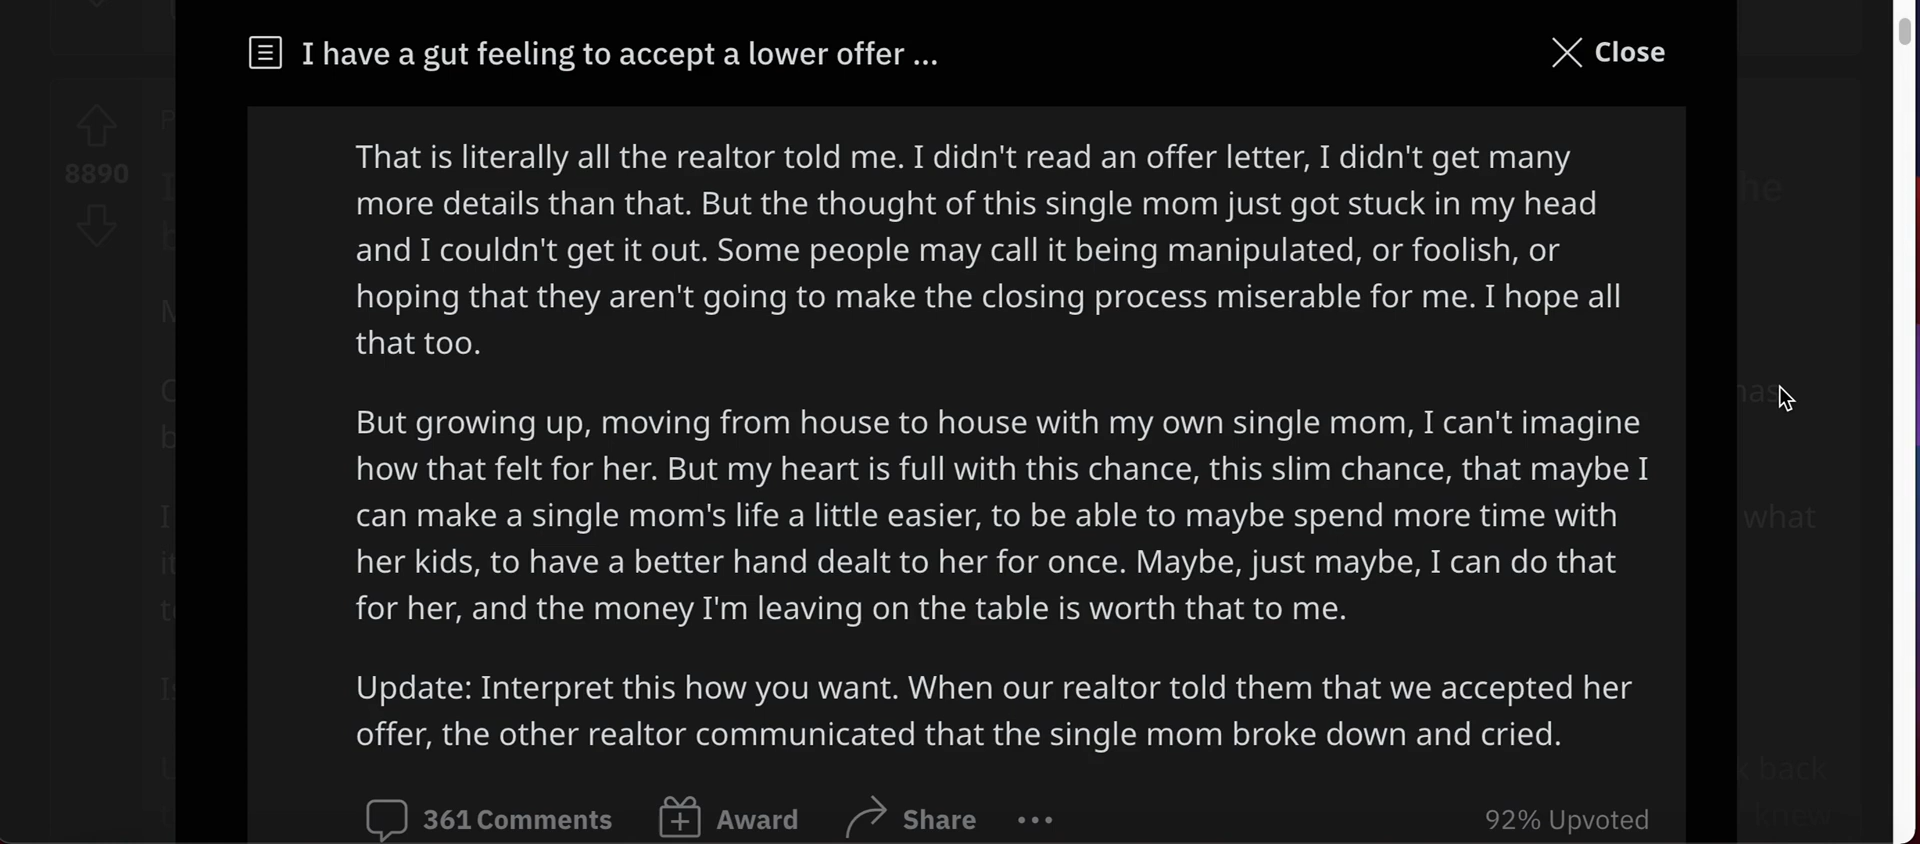 I have a gut feeling to accept a lower offer ...
Close
8890
That is literally all the realtor told me. I didn't read an offer letter, I didn't get many
more details than that. But the thought of this single mom just got stuck in my head
and I couldn't get it out. Some people may call it being manipulated, or foolish, or
hoping that they aren't going to make the closing process miserable for me. I hope all
that too.
But growing up, moving from house to house with my own single mom, I can't imagine
how that felt for her. But my heart is full with this chance, this slim chance, that maybe I
can make a single mom's life a little easier, to be able to maybe spend more time with
her kids, to have a better hand dealt to her for once. Maybe, just maybe, I can do that
for her, and the money I'm leaving on the table is worth that to me.
Update: Interpret this how you want. When our realtor told them that we accepted her
offer, the other realtor communicated that the single mom broke down and cried.
361 Comments
Award
Share
92% Upvoted
he
has
what
k back
knew